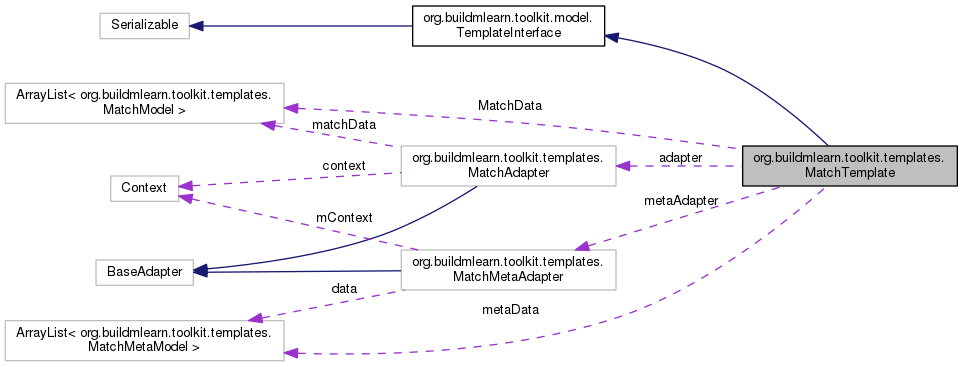 Serializable
org.buildmlearn.toolkit.model.
TemplateInterface
ArrayList< org.buildmlearn.toolkit.templates.
MatchModel >
MatchData
matchData
org.buildmlearn.toolkit.templates.
MatchAdapter
adapter
org.buildmlearn.toolkit.templates.
MatchTemplate
context
Context
mContext
metaAdapter
BaseAdapter
org.buildmlearn.toolkit.templates.
MatchMetaAdapter
data
metaData
ArrayList< org.buildmlearn.toolkit.templates.
MatchMetaModel >